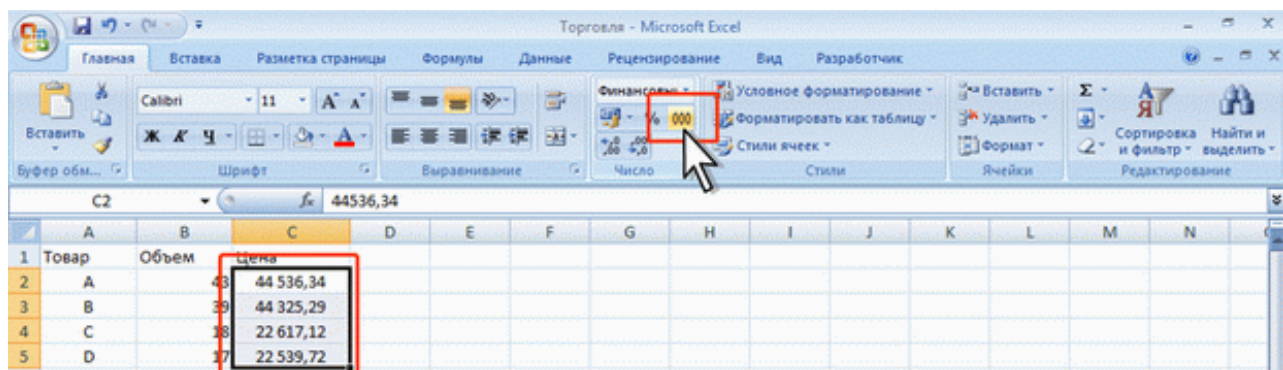 Торговля - Microsoft Excel
Главная Вставка Разметка страницы Формулы Данные Рецензирование Вид Разработчик
Вставить
Calibri 11
Ж К Ч
Финансовы
% 000
Условное форматирование
Форматировать как таблицу
Стили ячеек
Вставить
Удалить
Формат
Σ
Сортировка и фильтр
Найти и выделить
Буфер обм... Шрифт Выравнивание Число Стили Ячейки Редактирование
C2 fx 44536,34
A B C D E F G H I J K L M N
1 Товар Объем Цена
2 A 43 44 536,34
3 B 39 44 325,29
4 C 18 22 617,12
5 D 17 22 539,72